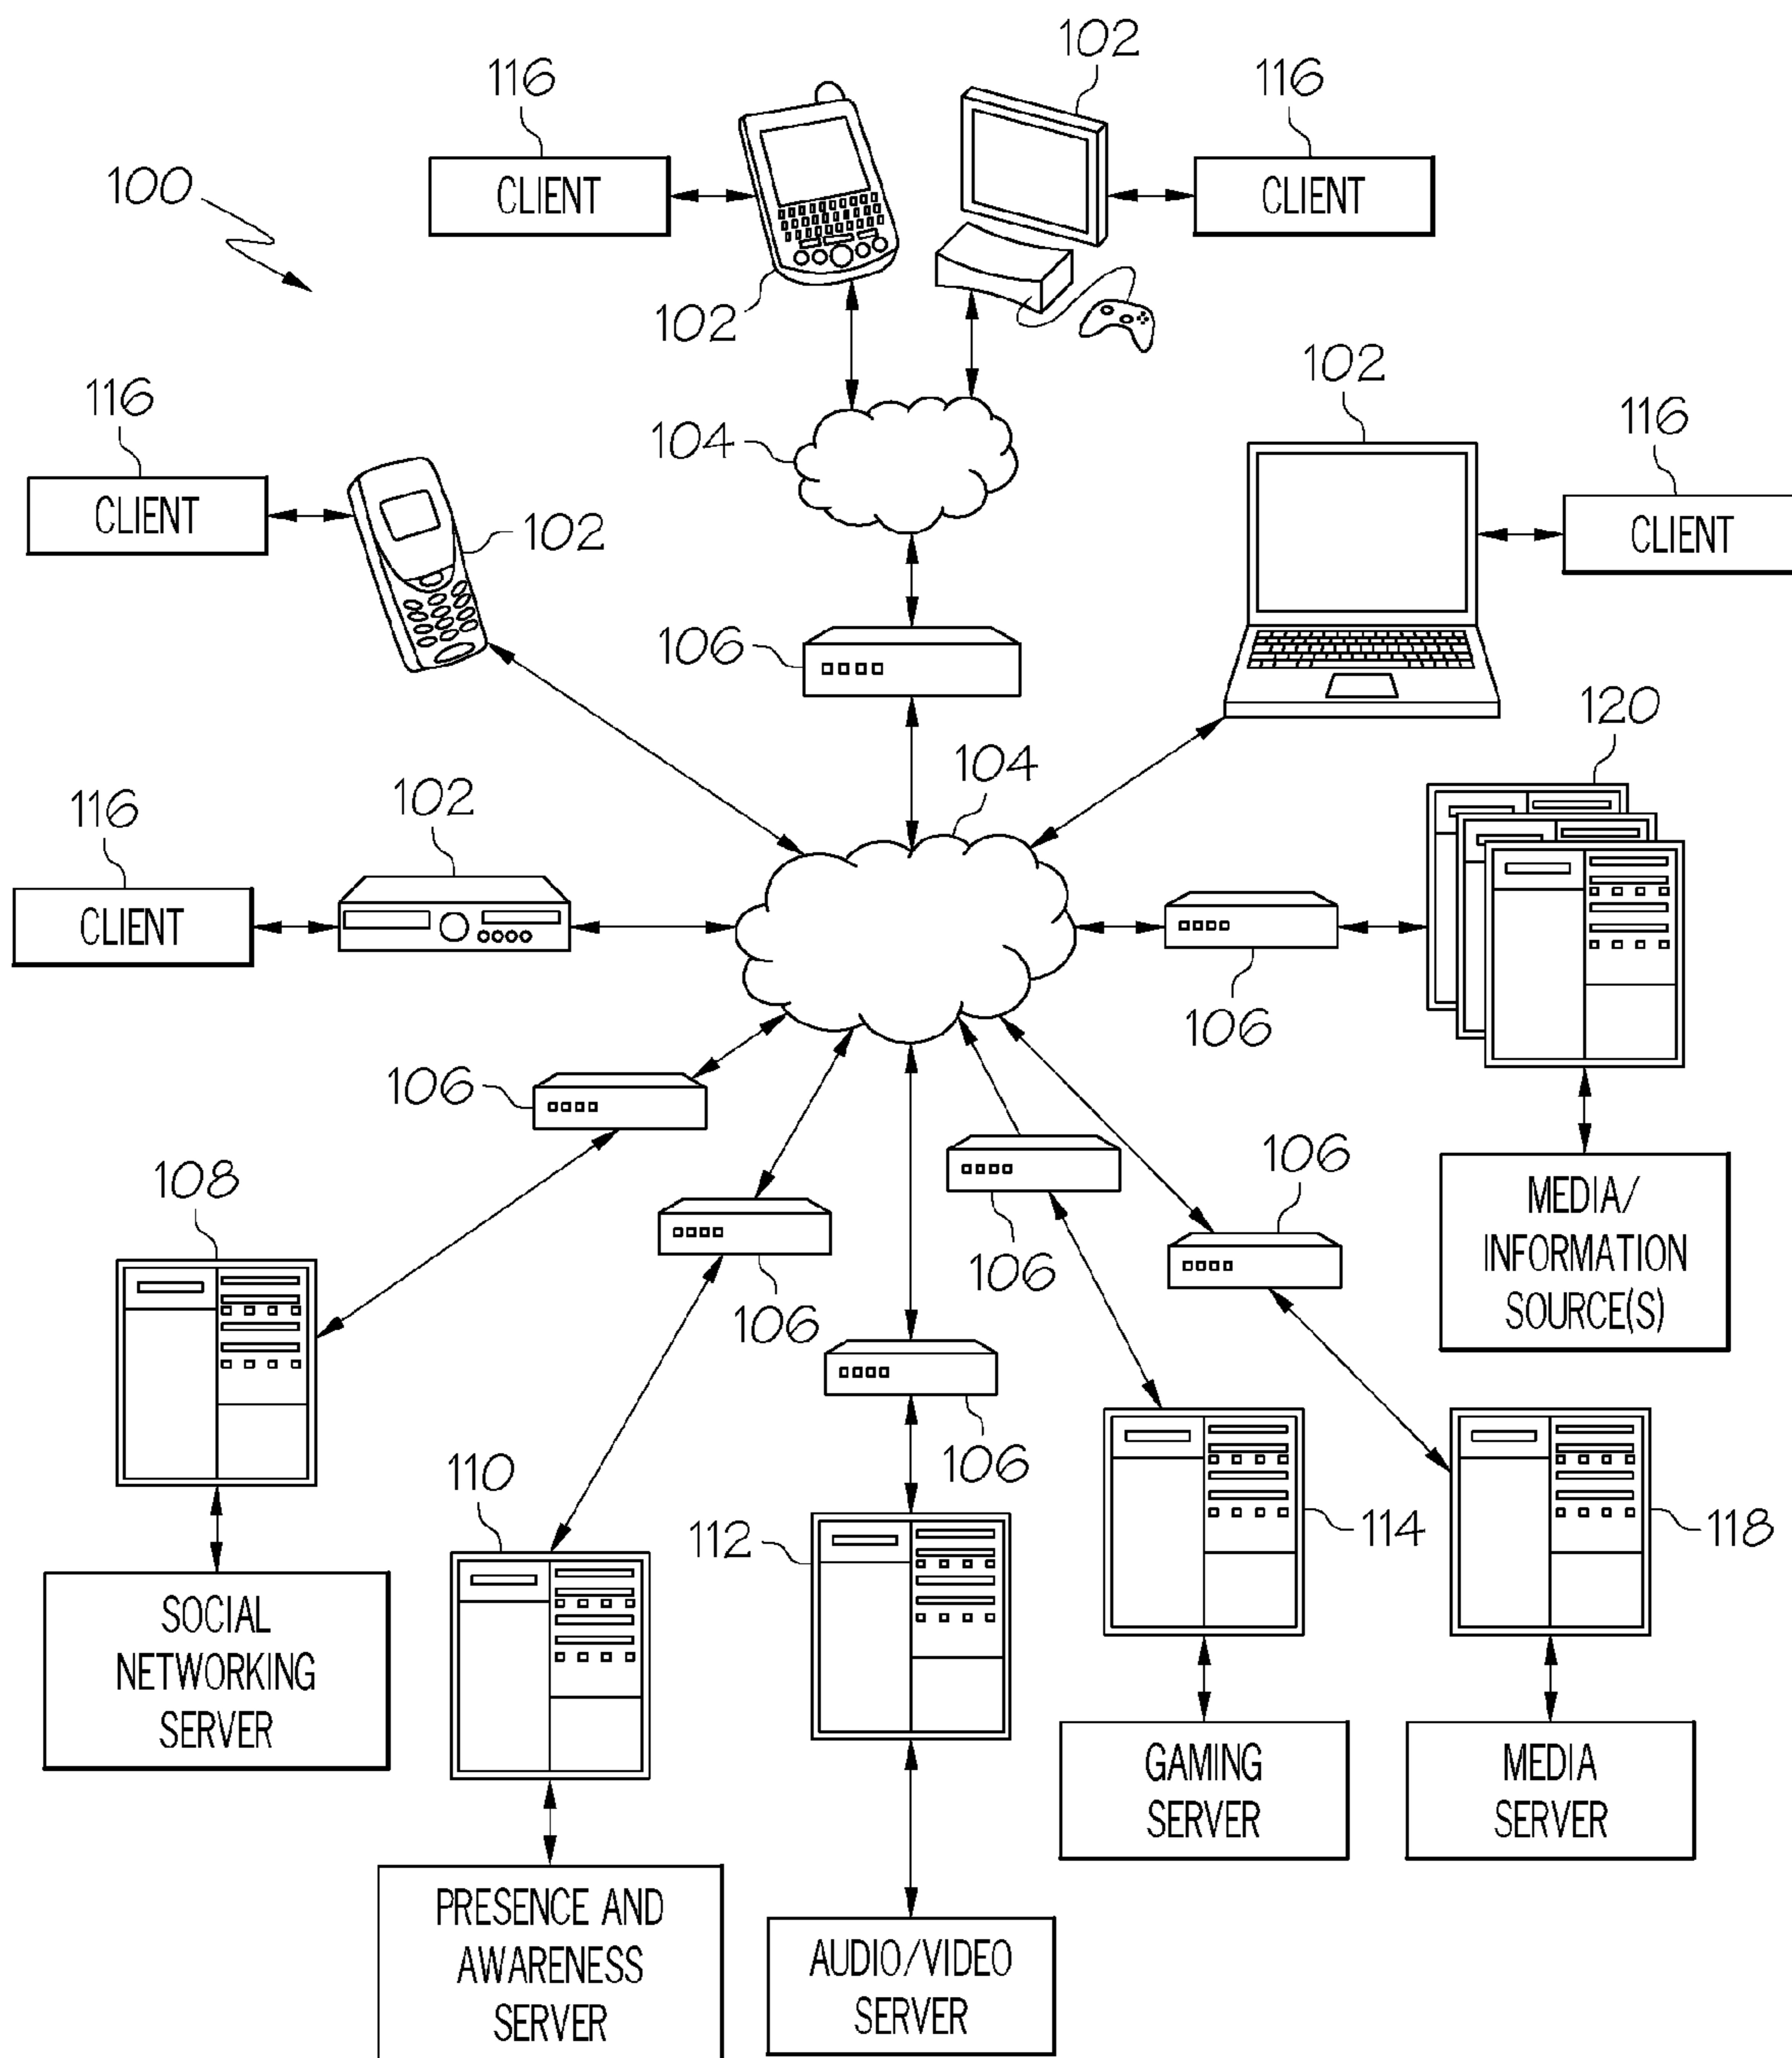 102
116
116
CLIENT
CLIENT
100
102
102
116
104
116
CLIENT
102
CLIENT
106
120
104
116
102
CLIENT
106
106
106
108
106
106
MEDIA/
INFORMATION
SOURCE(S)
106
106
110
112
114
118
SOCIAL
NETWORKING
SERVER
GAMING
SERVER
MEDIA
SERVER
PRESENCE AND
AWARENESS
SERVER
AUDIO/VIDEO
SERVER